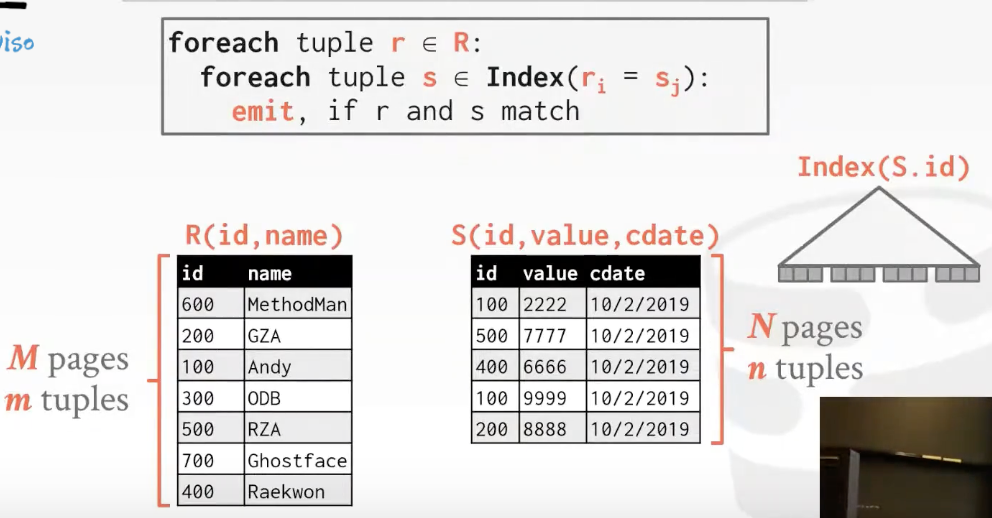 foreach tuple r ∈ R:
foreach tuple s ∈ Index(rᵢ = sⱼ):
emit, if r and s match
Index(S.id)
R(id,name)
id name
600 MethodMan
200 GZA
100 Andy
300 ODB
500 RZA
700 Ghostface
400 Raekwon
M pages
m tuples
S(id,value,cdate)
id value cdate
100 2222 10/2/2019
500 7777 10/2/2019
400 6666 10/2/2019
100 9999 10/2/2019
200 8888 10/2/2019
N pages
n tuples